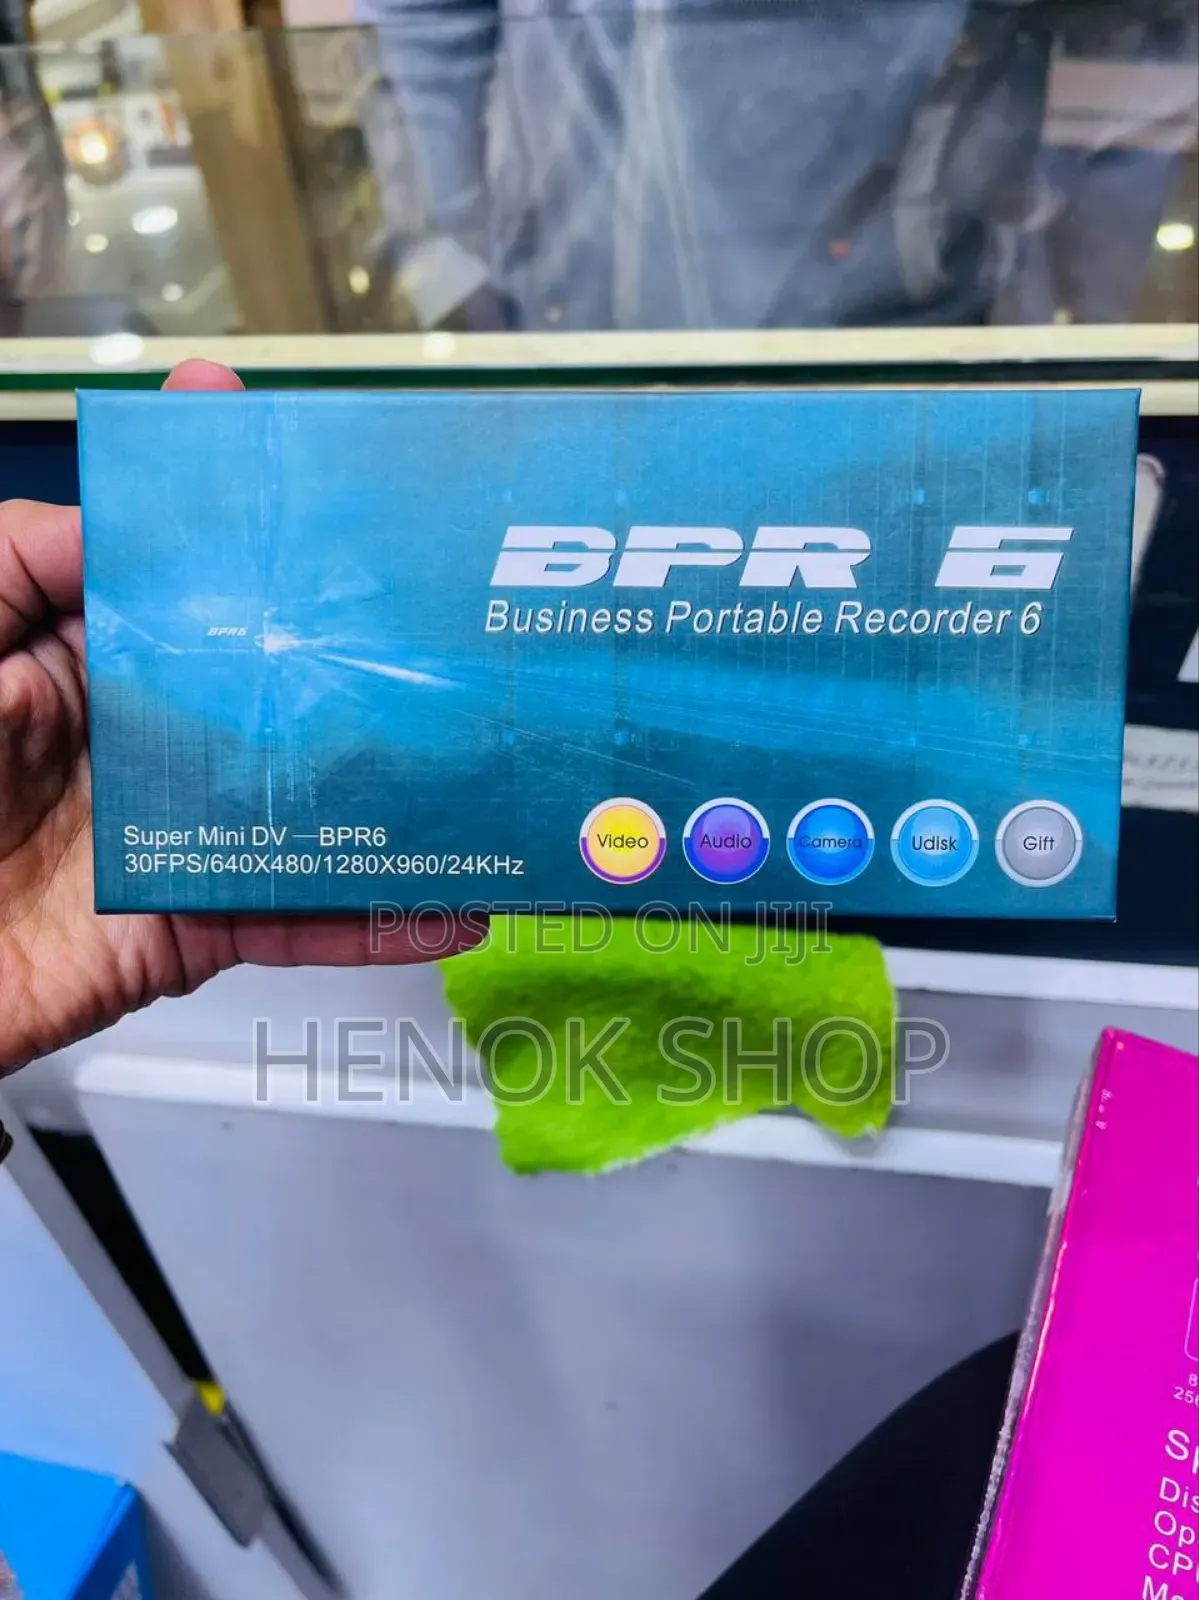 BPR 6
Business Portable Recorder 6
BPR6
Super Mini DV —BPR6
30FPS/640X480/1280X960/24KHz
Video
Audio
Camera
Udisk
Gift
POSTED ON JIJI
HENOK SHOP